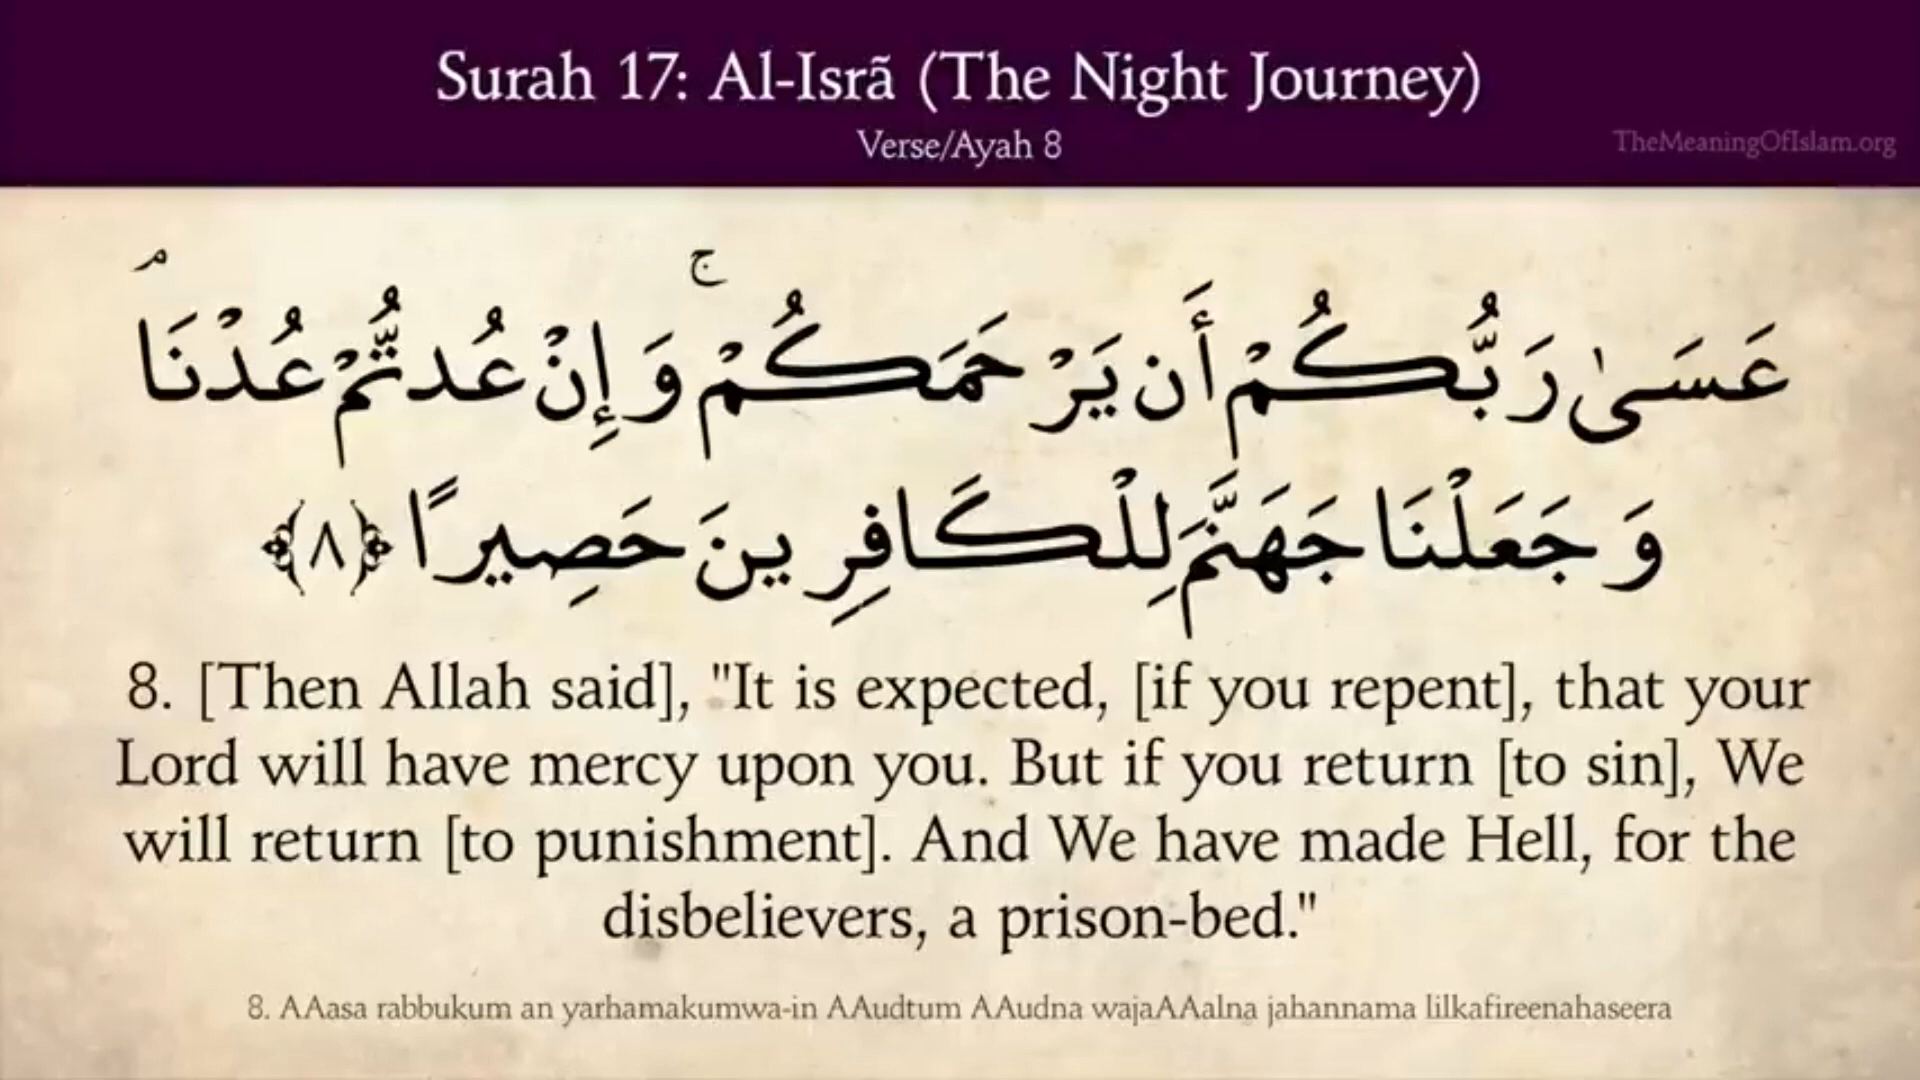 Surah 17: Al-Isrã (The Night Journey)
Verse/Ayah 8
TheMeaningOfIslam.org
عَسَىٰ رَبُّكُمْ أَن يَرْحَمَكُمْ ۚ وَإِنْ عُدتُّمْ عُدْنَا ۘ
وَجَعَلْنَا جَهَنَّمَ لِلْكَافِرِينَ حَصِيرًا ﴿٨﴾
8. [Then Allah said], "It is expected, [if you repent], that your
Lord will have mercy upon you. But if you return [to sin], We
will return [to punishment]. And We have made Hell, for the
disbelievers, a prison-bed."
8. AAasa rabbukum an yarhamakumwa-in AAudtum AAudna wajaAAalna jahannama lilkafireenahaseera